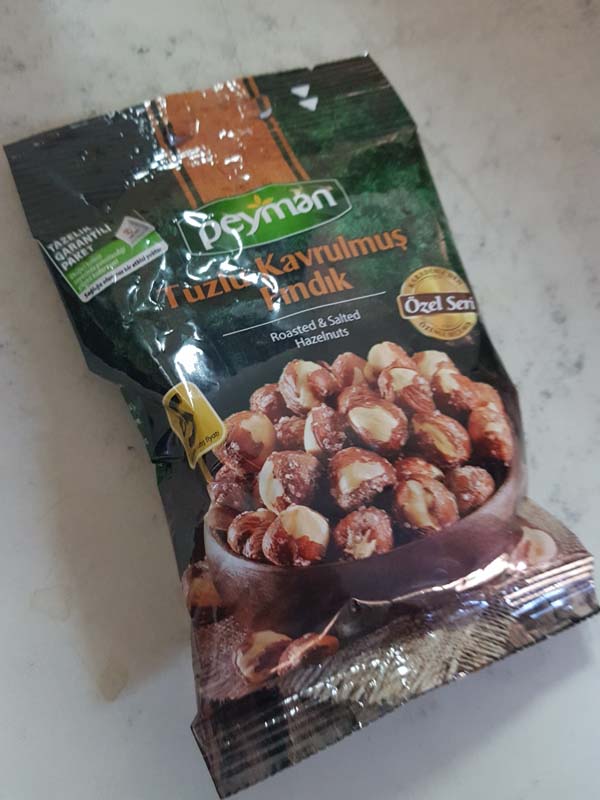 peyman
TAZELİK
GARANTİLİ
PAKET
Tuzlu Kavrulmuş
Fındık
Roasted & Salted
Hazelnuts
Özel Seri